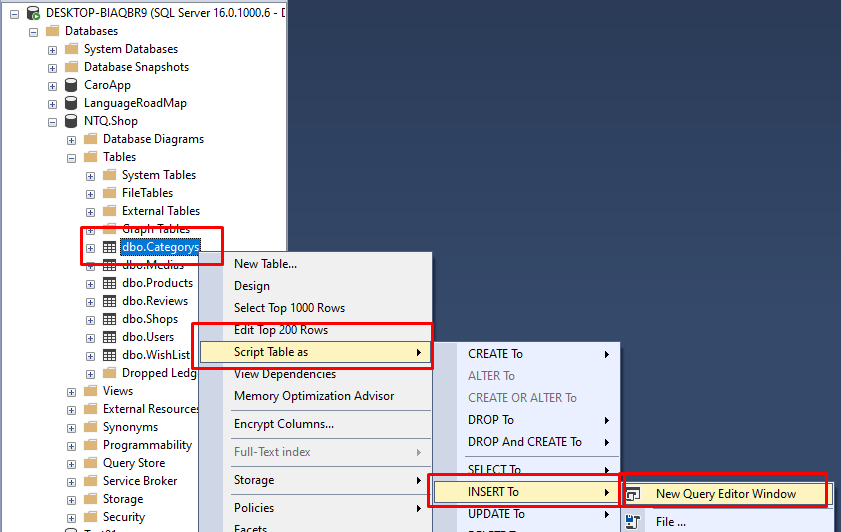 DESKTOP-BIAQBR9 (SQL Server 16.0.1000.6 - D
Databases
System Databases
Database Snapshots
CaroApp
LanguageRoadMap
NTQ.Shop
Database Diagrams
Tables
System Tables
FileTables
External Tables
Graph Tables
dbo.Categorys
dbo.Medias
dbo.Products
dbo.Reviews
dbo.Shops
dbo.Users
dbo.WishList
Dropped Ledg
Views
External Resources
Synonyms
Programmability
Query Store
Service Broker
Storage
Security
New Table...
Design
Select Top 1000 Rows
Edit Top 200 Rows
Script Table as
View Dependencies
Memory Optimization Advisor
Encrypt Columns...
Full-Text index
Storage
Policies
Facets
CREATE To
ALTER To
CREATE OR ALTER To
DROP To
DROP And CREATE To
SELECT To
INSERT To
UPDATE To
New Query Editor Window
File ...